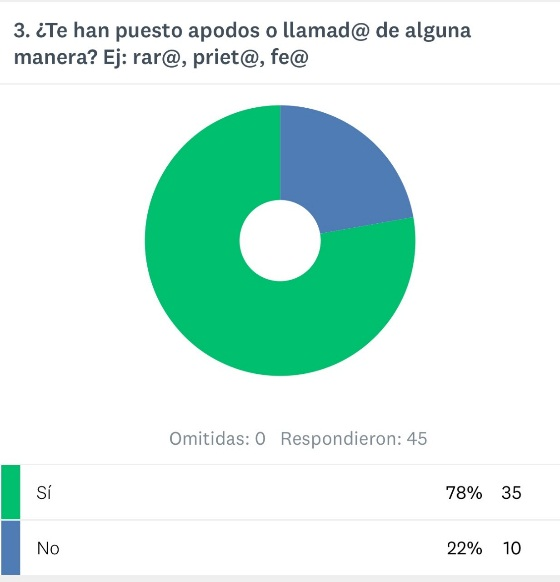 3. ¿Te han puesto apodos o llamad@ de alguna
manera? Ej: rar@, priet@, fe@
Omitidas: 0 Respondieron: 45
Sí 78% 35
No 22% 10